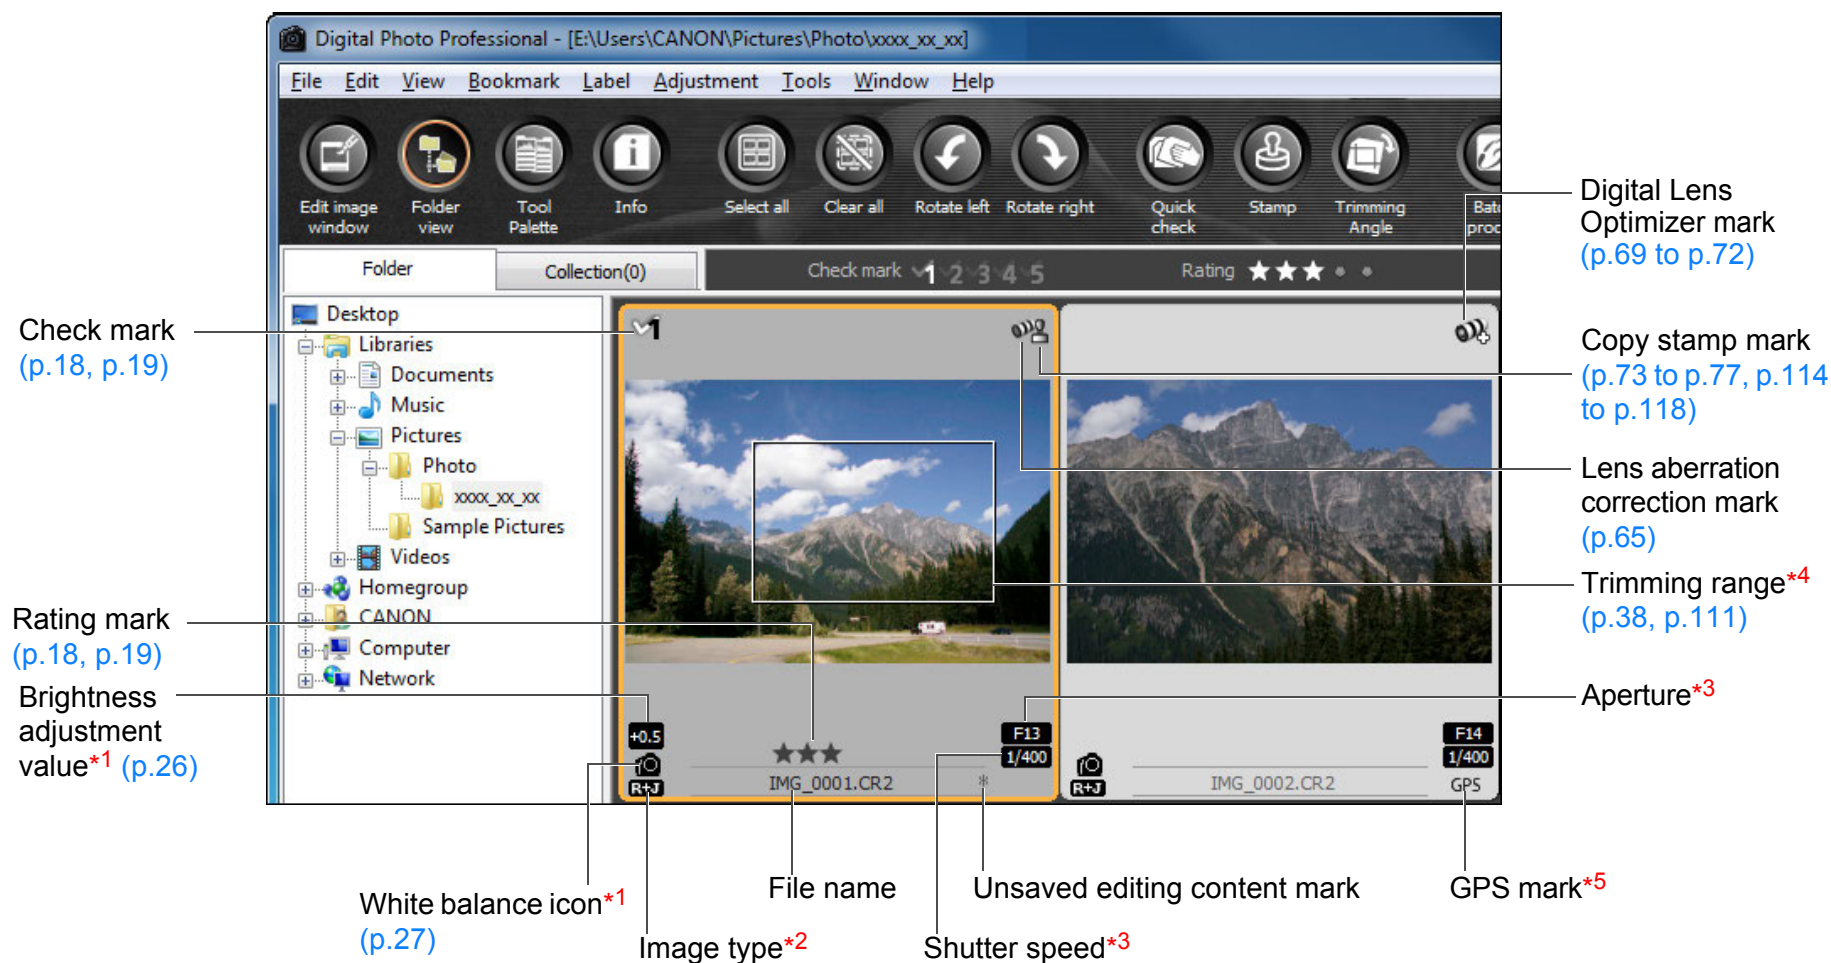 Digital Photo Professional - [E:\Users\CANON\Pictures\Photo\xxxx_xx_xx]
File Edit View Bookmark Label Adjustment Tools Window Help
Edit image
window
Folder
view
Tool
Palette
Info
Select all
Clear all
Rotate left
Rotate right
Quick
check
Stamp
Trimming
Angle
Folder
Collection(0)
Check mark 1 2 3 4 5
Rating
Desktop
Libraries
Documents
Music
Pictures
Photo
xxxx_xx_xx
Sample Pictures
Videos
Homegroup
CANON
Computer
Network
1
+0.5
R+J
F13
1/400
IMG_0001.CR2 *
R+J
IMG_0002.CR2
F14
1/400
GPS
Check mark
(p.18, p.19)
Rating mark
(p.18, p.19)
Brightness
adjustment
value*1 (p.26)
White balance icon*1
(p.27)
Image type*2
File name
Shutter speed*3
Unsaved editing content mark
GPS mark*5
Digital Lens
Optimizer mark
(p.69 to p.72)
Copy stamp mark
(p.73 to p.77, p.114
to p.118)
Lens aberration
correction mark
(p.65)
Trimming range*4
(p.38, p.111)
Aperture*3